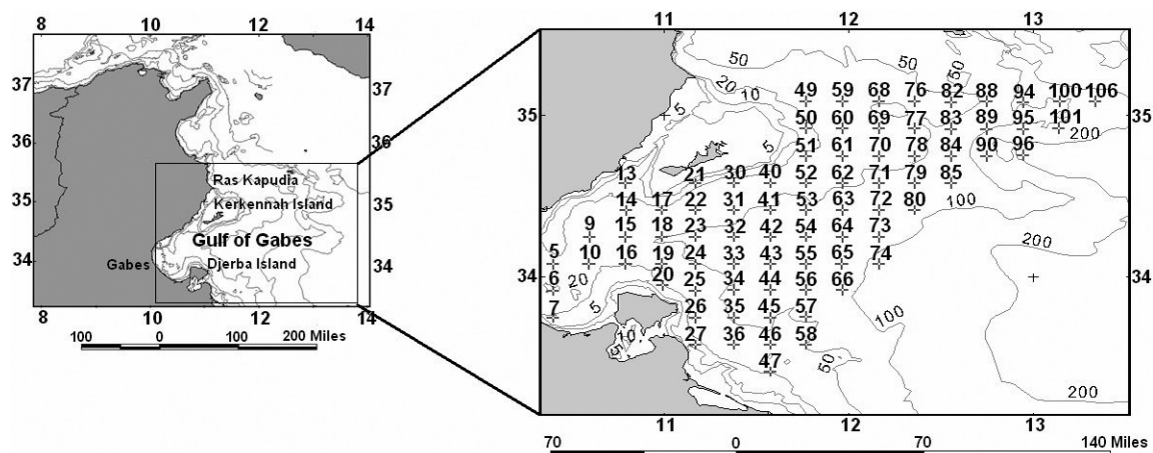 8 10 12 14
11 12 13
37 37
36 36
35 35
34 34
Ras Kapudia
Kerkennah Island
Gulf of Gabes
Gabes Djerba Island
8 10 12 14
100 0 100 200 Miles
50 50 50 100
20
10
5
49 59 68 76 82 88 94 100 106
35 50 60 69 77 83 89 95 101 35
200
5
51 61 70 78 84 90 96
13 21 30 40 52 62 71 79 85
14 17 22 31 41 53 63 72 80 100
9 15 18 23 32 42 54 64 73
200
5 10 16 19 24 33 43 55 65 74
34 6 20 20 25 34 44 56 66 34
7 5 26 35 45 57 100
10 27 36 46 58
5
47 50
200
11 12 13
70 0 70 140 Miles